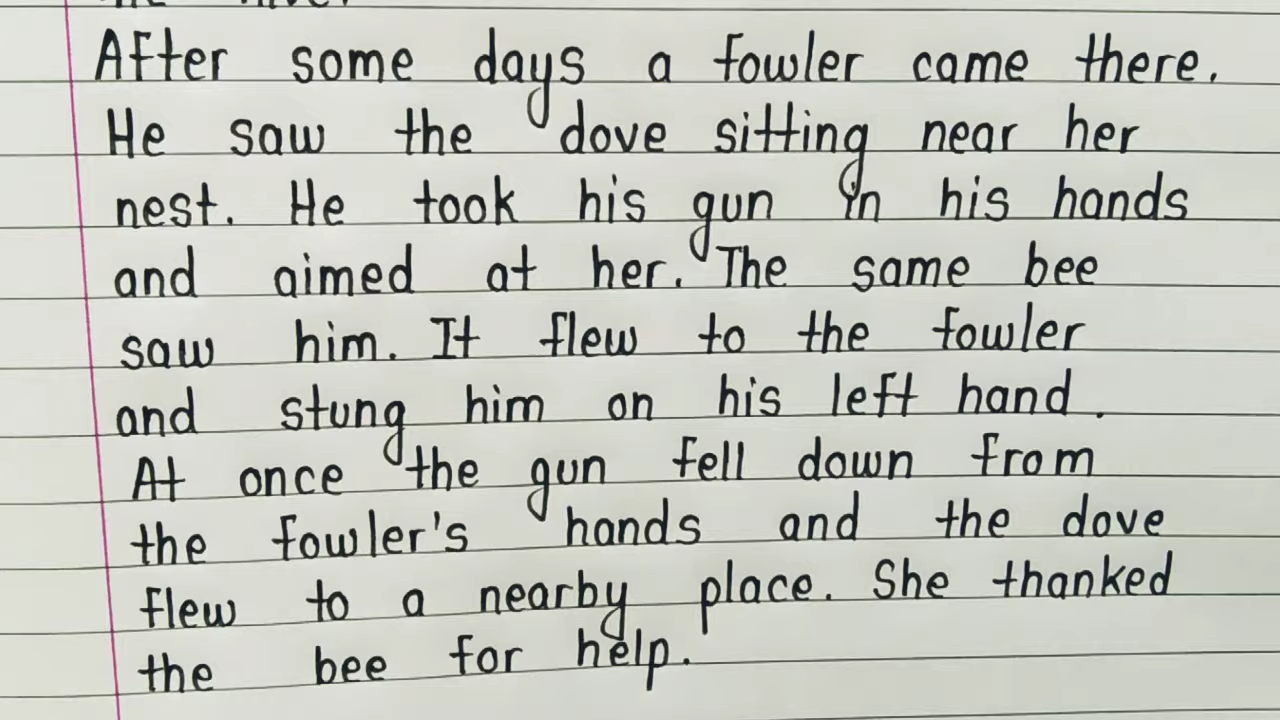 After some days a fowler came there.
He saw the dove sitting near her
nest. He took his gun in his hands
and aimed at her. The same bee
saw him. It flew to the fowler
and stung him on his left hand.
At once the gun fell down from
the fowler's hands and the dove
flew to a nearby place. She thanked
the bee for help.